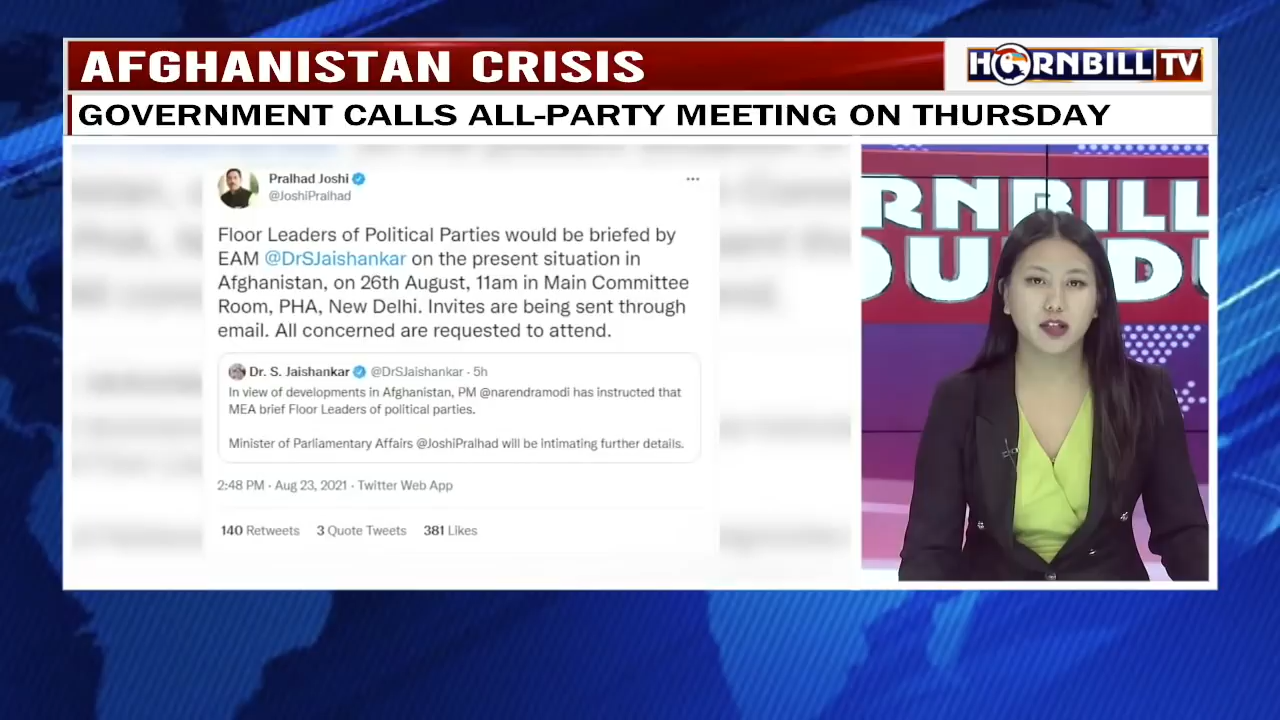 AFGHANISTAN CRISIS
HORNBILL TV
GOVERNMENT CALLS ALL-PARTY MEETING ON THURSDAY
Pralhad Joshi
@JoshiPralhad
Floor Leaders of Political Parties would be briefed by
EAM @DrSJaishankar on the present situation in
Afghanistan, on 26th August, 11am in Main Committee
Room, PHA, New Delhi. Invites are being sent through
email. All concerned are requested to attend.
Dr. S. Jaishankar @DrSJaishankar · 5h
In view of developments in Afghanistan, PM @narendramodi has instructed that
MEA brief Floor Leaders of political parties.
Minister of Parliamentary Affairs @JoshiPralhad will be intimating further details.
2:48 PM · Aug 23, 2021 · Twitter Web App
140 Retweets 3 Quote Tweets 381 Likes
RNBILL
OUND